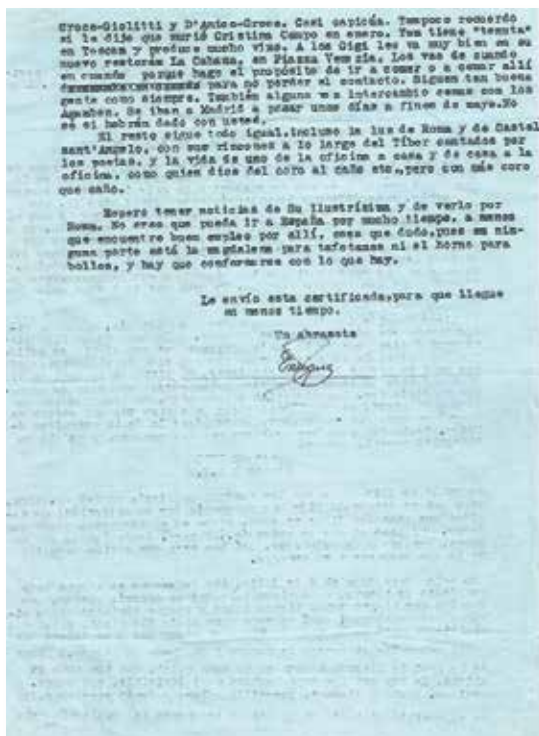 Croce-Giolitti y D'Amico-Croce. Casi capicúa. Tampoco recuerdo
si le dije que murió Cristina Campo en enero. Tom tiene "tenuta"
en Toscana y produce mucho vino. A los Gigi les va muy bien en su
nuevo restorán La Cabana, en Piazza Venezia. Los veo de cuando
en cuando porque hago el propósito de ir a comer o a cenar allí
para no perder el contacto. Siguen tan buena
gente como siempre. También alguna vez intercambio cenas con los
Agamben. Se iban a Madrid a pasar unos días a fines de mayo. No
sé si habrán dado con usted.
El resto sigue todo igual, incluso la luz de Roma y de Castel
sant'Angelo, con sus rincones a lo largo del Tíber cantados por
los poetas, y la vida de uno de la oficina a casa y de casa a la
oficina, como quien dice del coro al caño etc., pero con más coro
que caño.
Espero tener noticias de Su Ilustrísima y de verlo por
Roma. No creo que pueda ir a España por mucho tiempo, a menos
que encuentre buen empleo por allí, cosa que dudo, pues en nin-
guna parte está la magdalena para tafetanes ni el horno para
bollos, y hay que conformarse con lo que hay.
Le envío esta certificada, para que llegue
en menos tiempo.
Un abrazote
Enrique